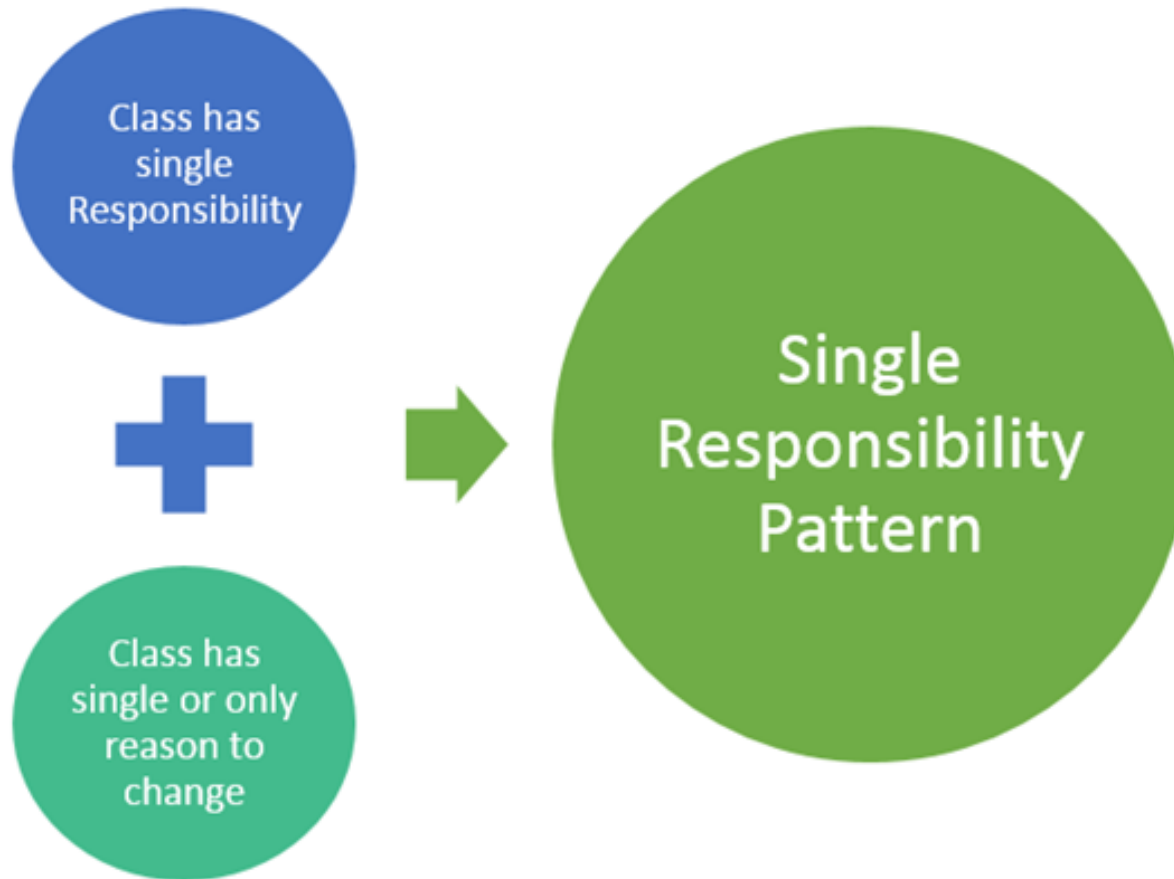 Class has
single
Responsibility
Class has
single or only
reason to
change
Single
Responsibility
Pattern